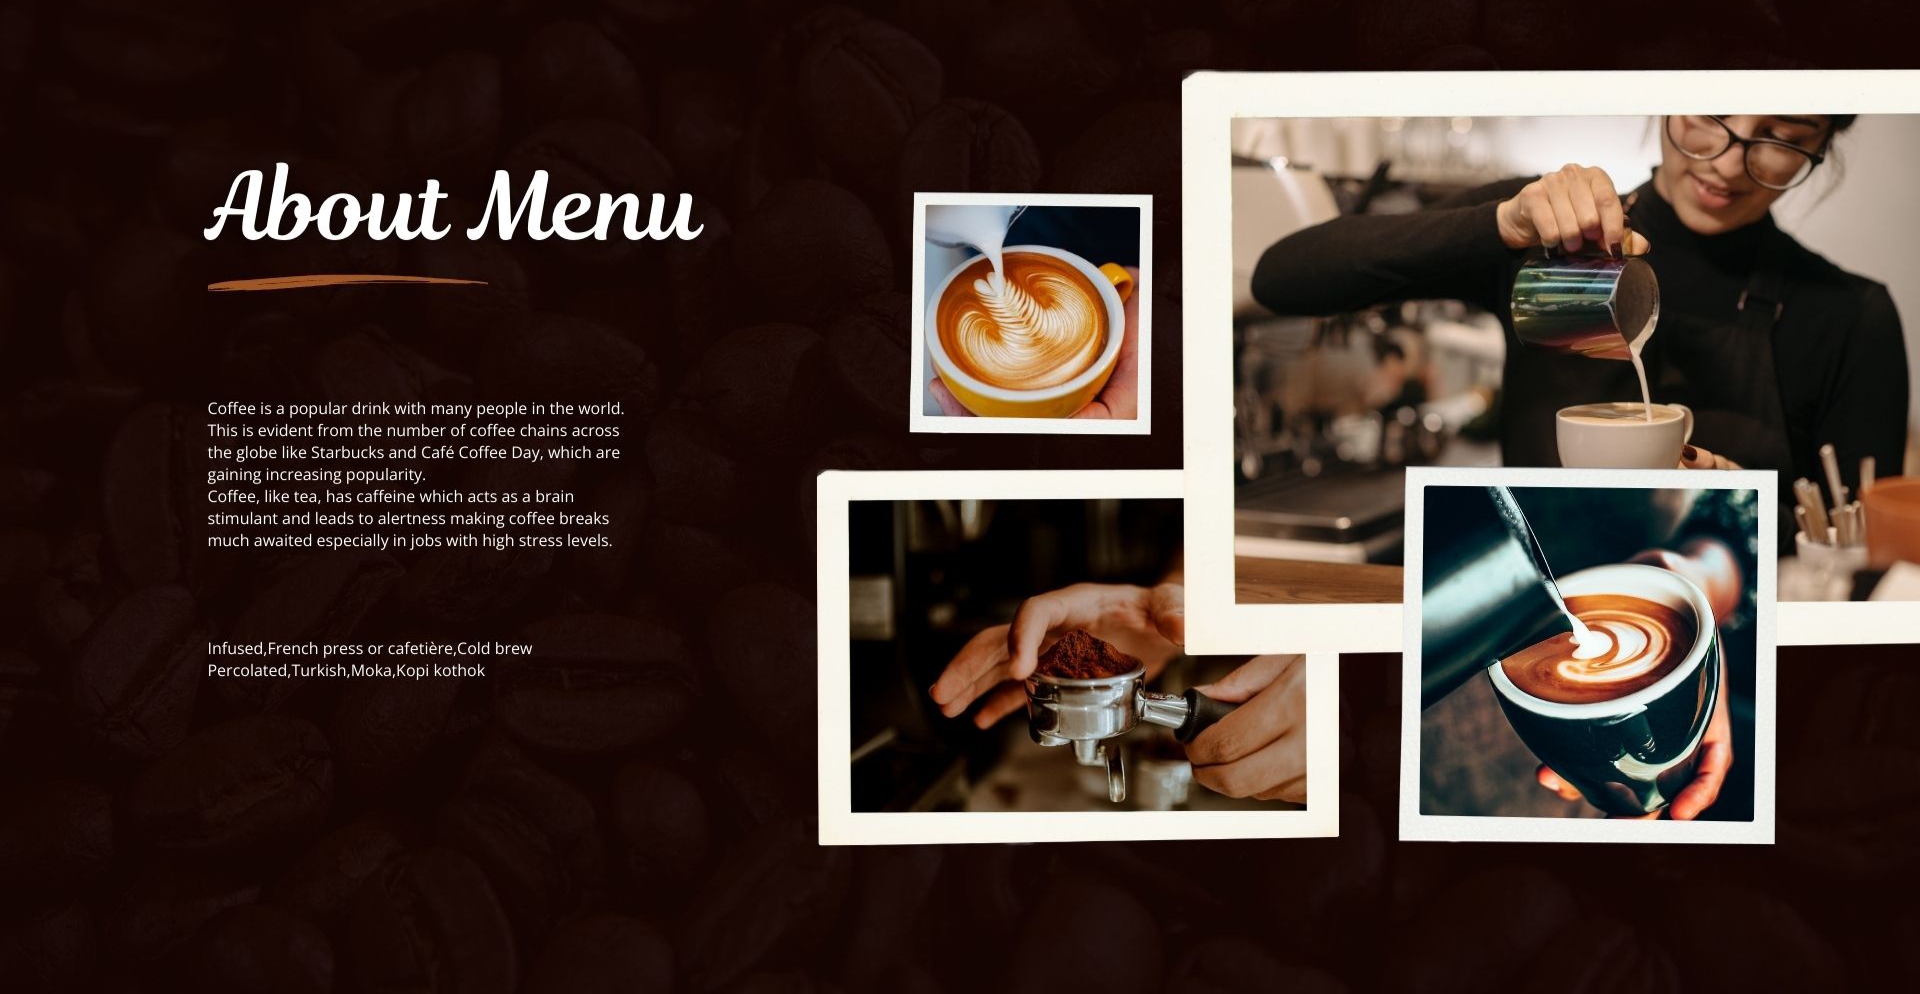 About Menu
Coffee is a popular drink with many people in the world.
This is evident from the number of coffee chains across
the globe like Starbucks and Café Coffee Day, which are
gaining increasing popularity.
Coffee, like tea, has caffeine which acts as a brain
stimulant and leads to alertness making coffee breaks
much awaited especially in jobs with high stress levels.
Infused,French press or cafetière,Cold brew
Percolated,Turkish,Moka,Kopi kothok